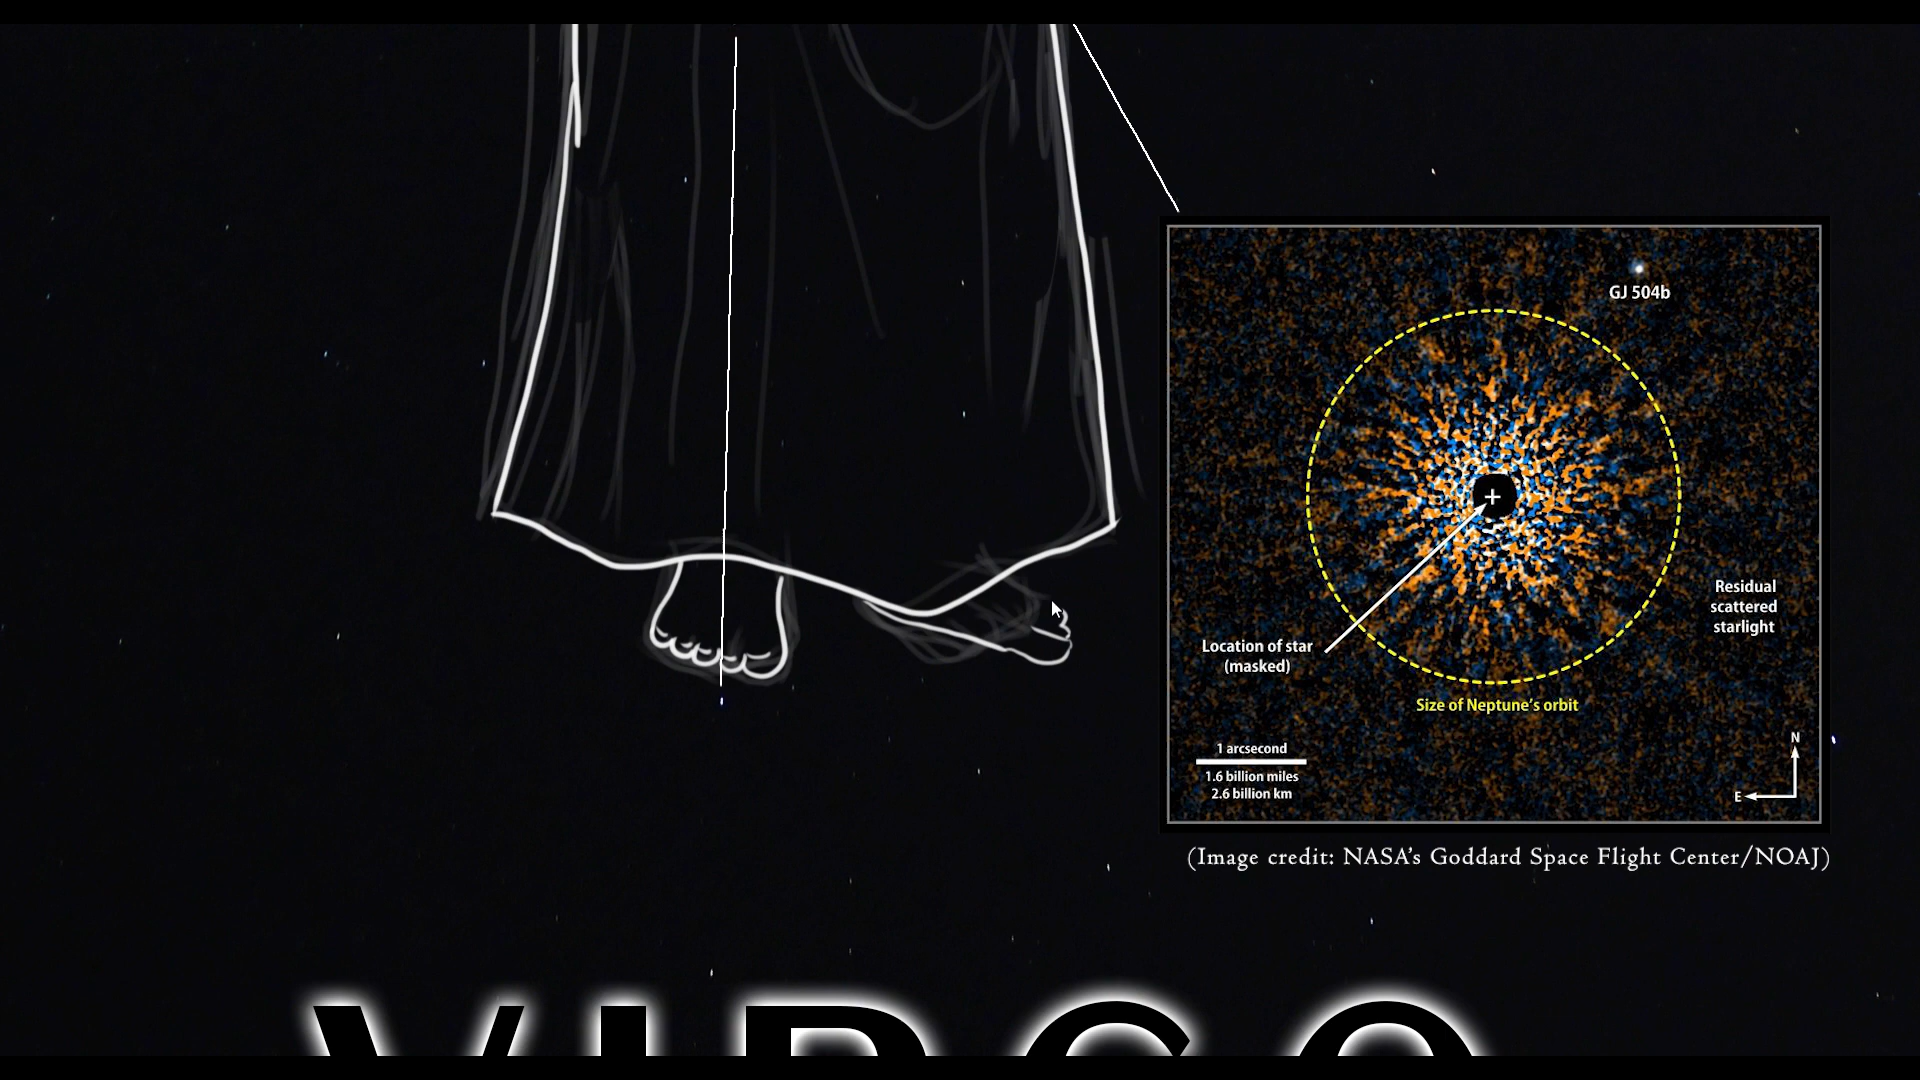 GJ 504b
Residual
scattered
starlight
Location of star
(masked)
Size of Neptune's orbit
1 arcsecond
1.6 billion miles
2.6 billion km
N
E
(Image credit: NASA's Goddard Space Flight Center/NOAJ)
VIRGO